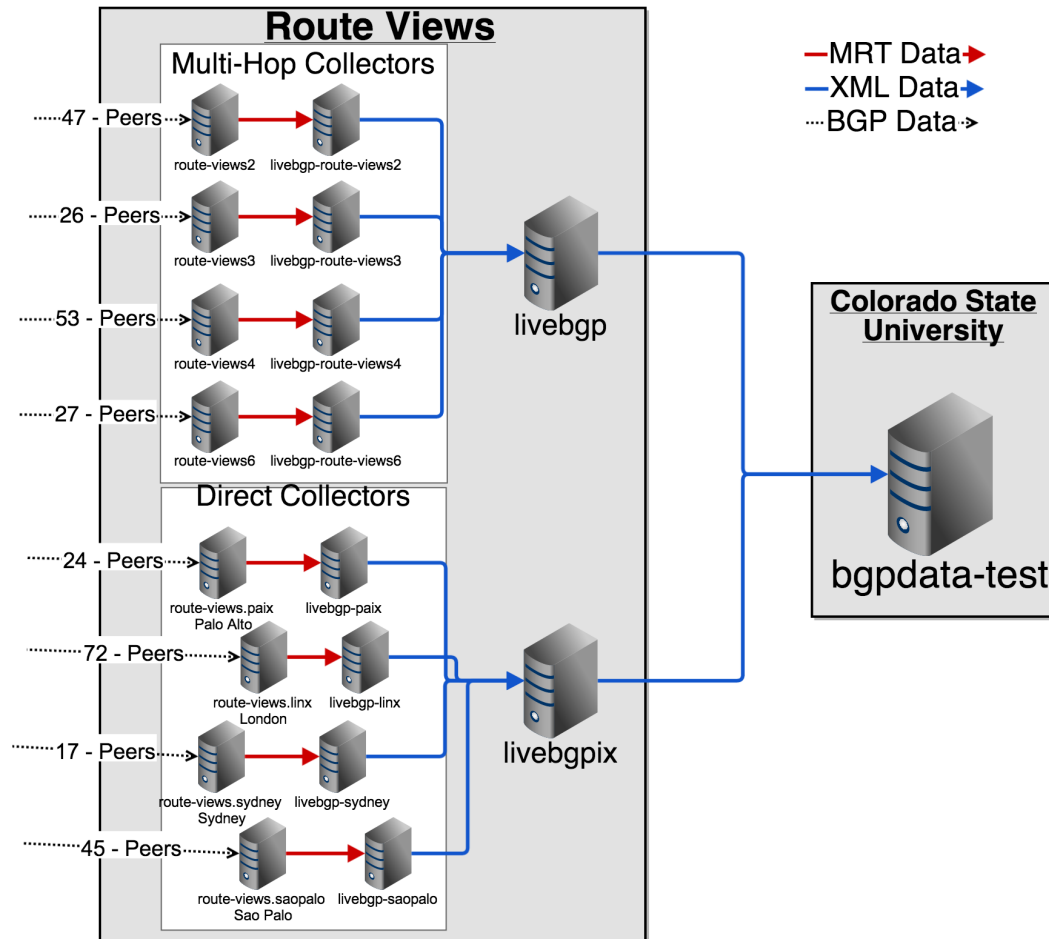 Route Views
Multi-Hop Collectors
47 - Peers
route-views2
livebgp-route-views2
26 - Peers
route-views3
livebgp-route-views3
53 - Peers
route-views4
livebgp-route-views4
27 - Peers
route-views6
livebgp-route-views6
Direct Collectors
24 - Peers
route-views.paix
Palo Alto
livebgp-paix
72 - Peers
route-views.linx
London
livebgp-linx
17 - Peers
route-views.sydney
Sydney
livebgp-sydney
45 - Peers
route-views.saopalo
Sao Palo
livebgp-saopalo
livebgp
livebgpix
MRT Data
XML Data
BGP Data
Colorado State
University
bgpdata-test